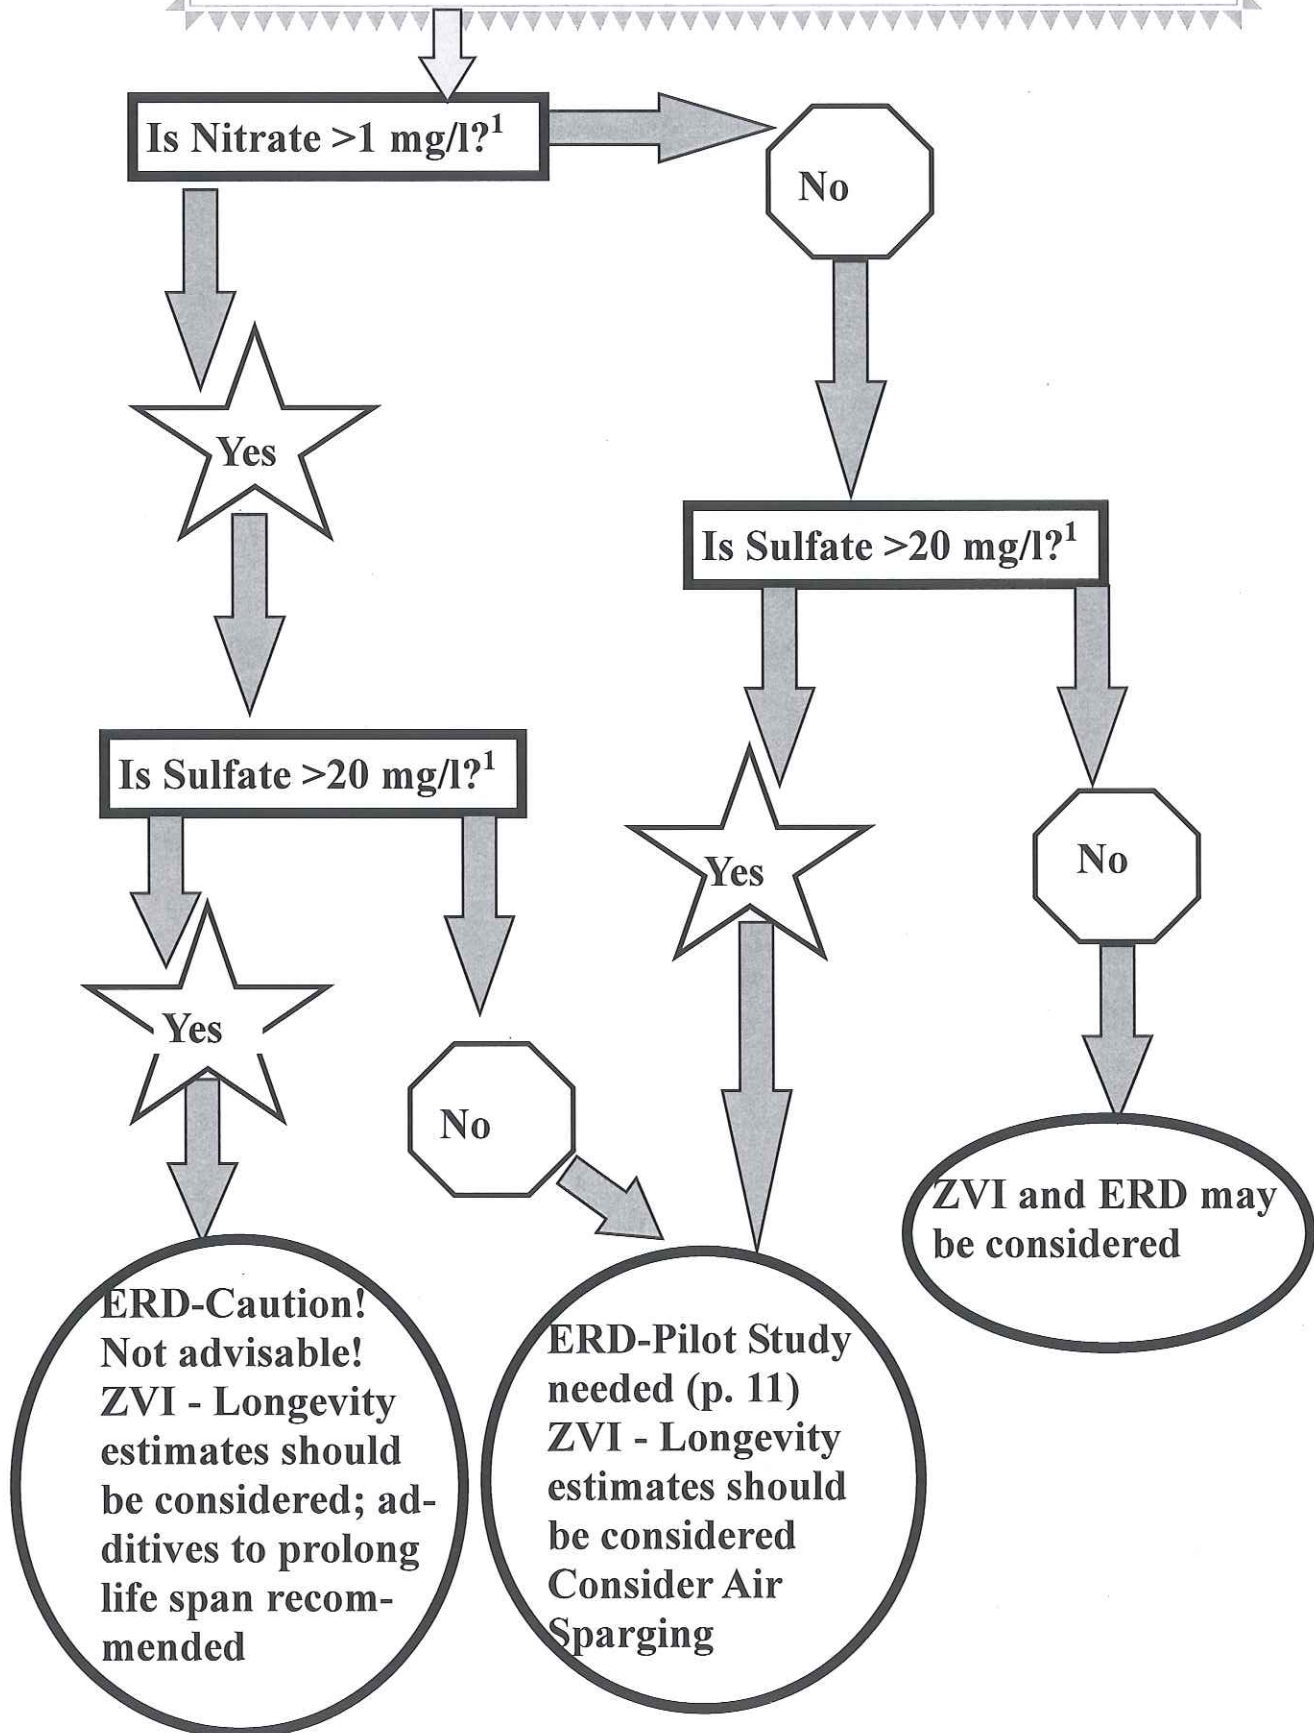 Is Nitrate >1 mg/l?¹
No
Yes
Is Sulfate >20 mg/l?¹
Is Sulfate >20 mg/l?¹
Yes
No
Yes
No
ZVI and ERD may
be considered
ERD-Caution!
Not advisable!
ZVI - Longevity
estimates should
be considered; ad-
ditives to prolong
life span recom-
mended
ERD-Pilot Study
needed (p. 11)
ZVI - Longevity
estimates should
be considered
Consider Air
Sparging